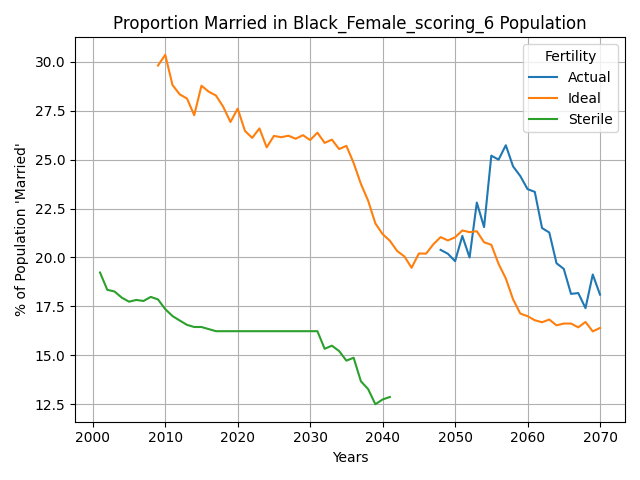 Proportion Married in Black_Female_scoring_6 Population
Fertility
Actual
Ideal
Sterile
% of Population 'Married'
30.0
27.5
25.0
22.5
20.0
17.5
15.0
12.5
2000 2010 2020 2030 2040 2050 2060 2070
Years